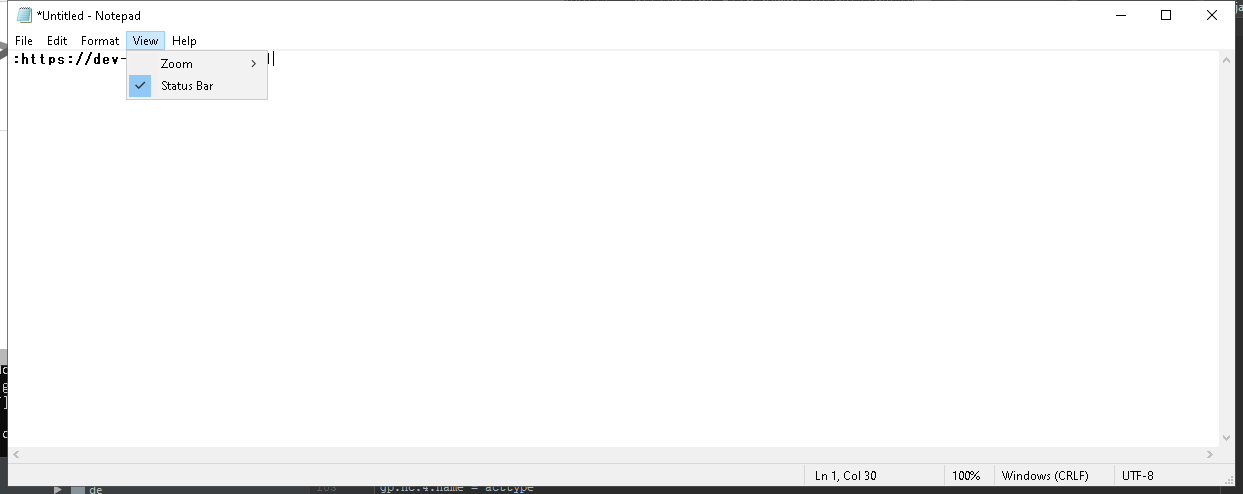 *Untitled - Notepad
File Edit Format View Help
:https://dev-
Zoom
Status Bar
Ln 1, Col 30 100% Windows (CRLF) UTF-8
de
gp.nc.4.name = acctype